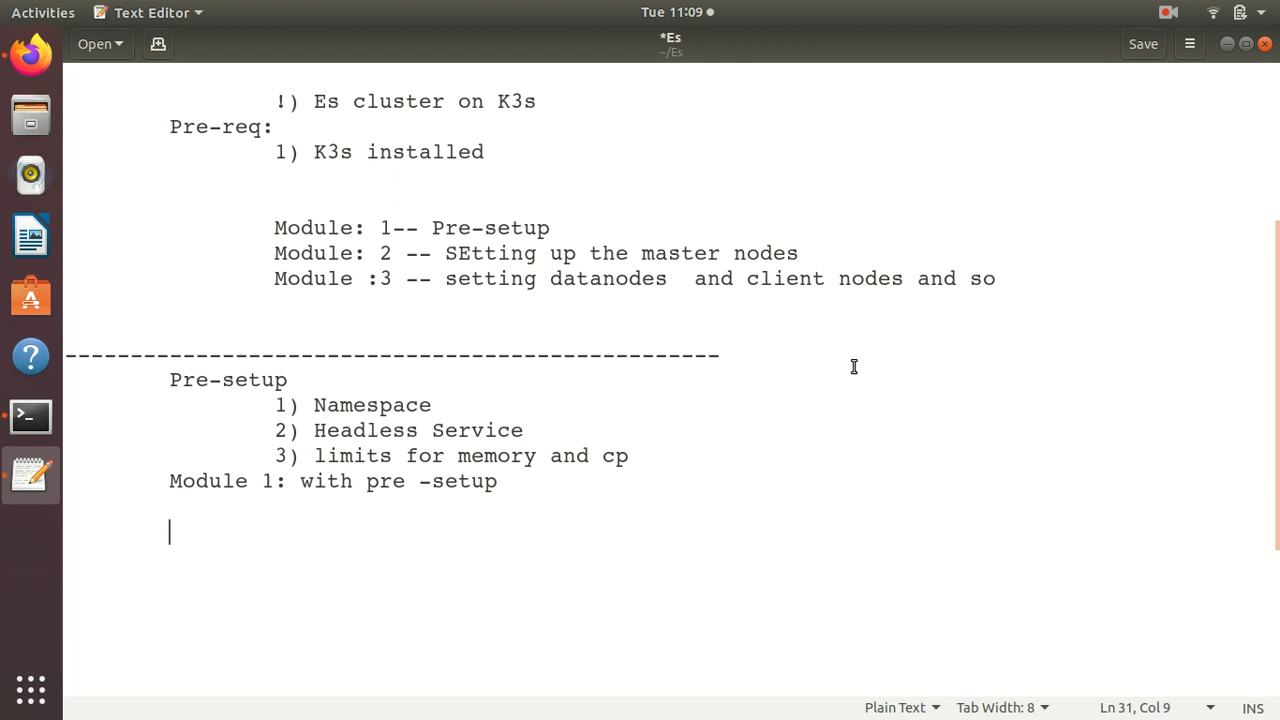 Activities Text Editor Tue 11:09
Open *Es Save
~/Es
!) Es cluster on K3s
Pre-req:
1) K3s installed
Module: 1-- Pre-setup
Module: 2 -- SEtting up the master nodes
Module :3 -- setting datanodes  and client nodes and so
--------------------------------------------------
Pre-setup
1) Namespace
2) Headless Service
3) limits for memory and cp
Module 1: with pre -setup
Plain Text Tab Width: 8 Ln 31, Col 9 INS